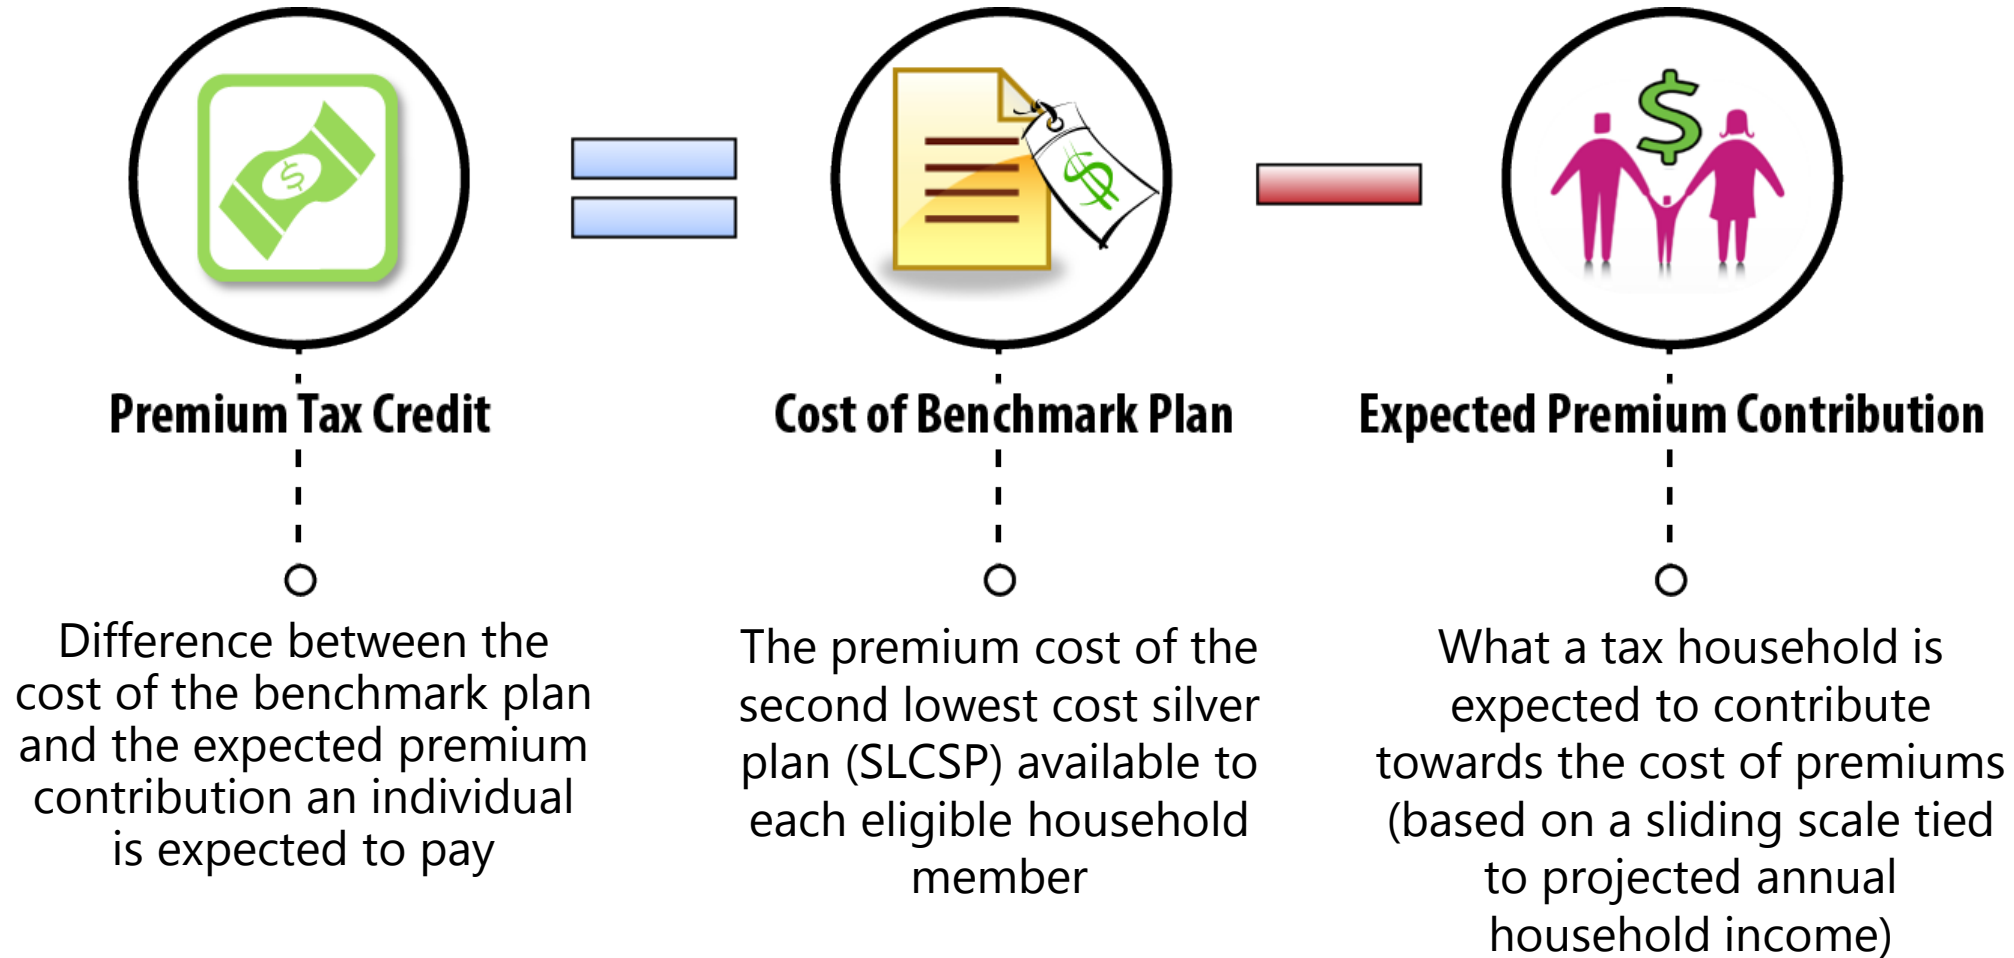 $
$
$
Premium Tax Credit
Cost of Benchmark Plan
Expected Premium Contribution
Difference between the
cost of the benchmark plan
and the expected premium
contribution an individual
is expected to pay
The premium cost of the
second lowest cost silver
plan (SLCSP) available to
each eligible household
member
What a tax household is
expected to contribute
towards the cost of premiums
(based on a sliding scale tied
to projected annual
household income)